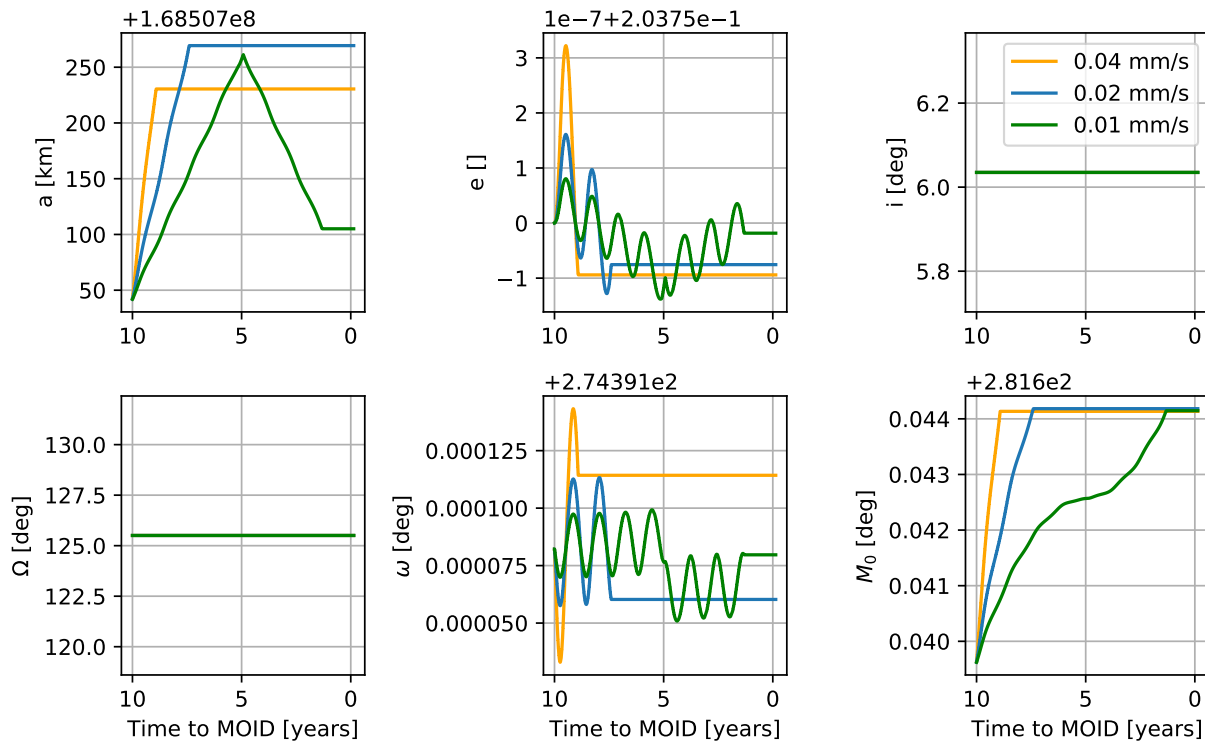 +1.68507e8
a [km]
250
200
150
100
50
10
5
0
1e−7+2.0375e−1
e []
3
2
1
0
−1
10
5
0
i [deg]
6.2
6.0
5.8
10
5
0
0.04 mm/s
0.02 mm/s
0.01 mm/s
Ω [deg]
130.0
127.5
125.0
122.5
120.0
10
5
0
Time to MOID [years]
+2.74391e2
ω [deg]
0.000125
0.000100
0.000075
0.000050
10
5
0
Time to MOID [years]
+2.816e2
M₀ [deg]
0.044
0.043
0.042
0.041
0.040
10
5
0
Time to MOID [years]